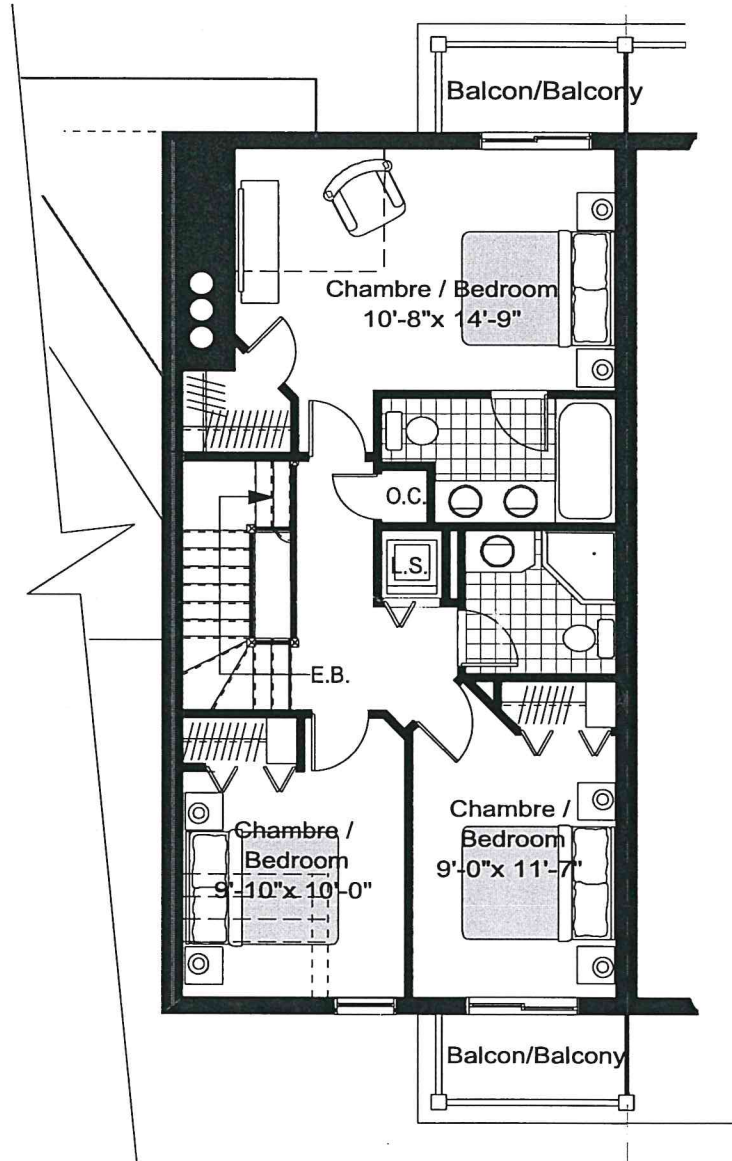 Balcon/Balcony
Chambre / Bedroom
10'-8"x 14'-9"
O.C.
L.S.
E.B.
Chambre /
Bedroom
9'-10"x 10'-0"
Chambre /
Bedroom
9'-0"x 11'-7"
Balcon/Balcony